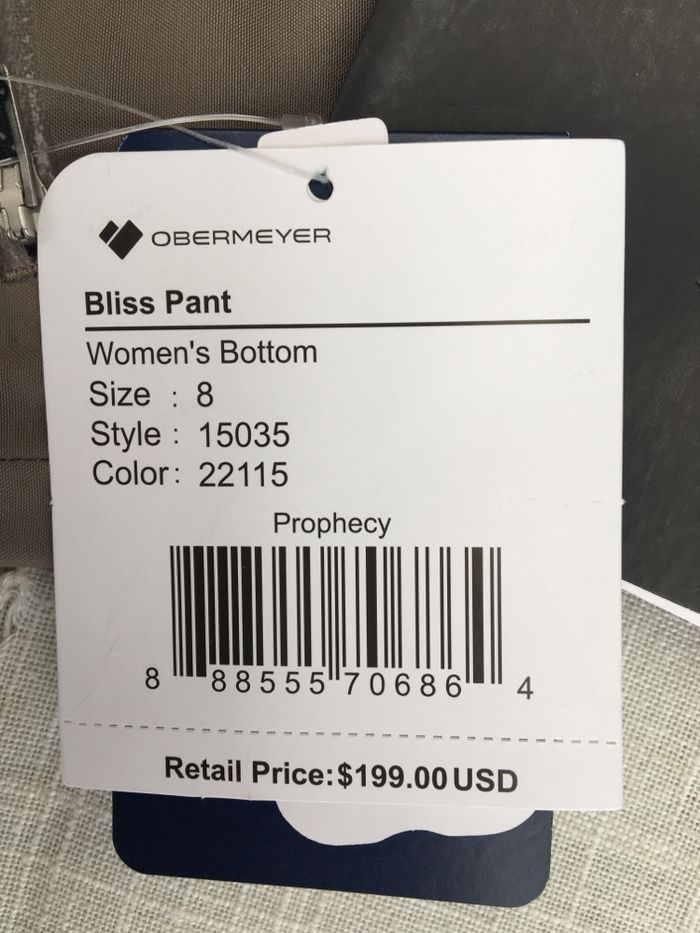 OBERMEYER
Bliss Pant
Women's Bottom
Size : 8
Style : 15035
Color: 22115
Prophecy
8 88555 70686 4
Retail Price:$199.00 USD